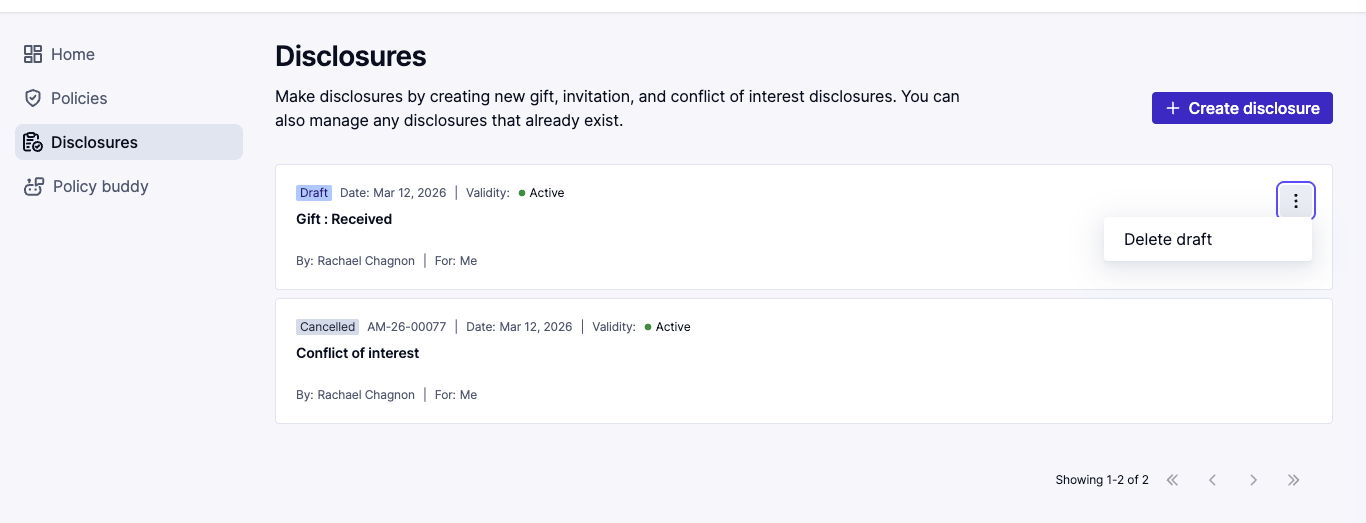 Home
Policies
Disclosures
Policy buddy
Disclosures
Make disclosures by creating new gift, invitation, and conflict of interest disclosures. You can
also manage any disclosures that already exist.
Create disclosure
Draft Date: Mar 12, 2026 | Validity: Active
Gift : Received
By: Rachael Chagnon | For: Me
Delete draft
Cancelled AM-26-00077 | Date: Mar 12, 2026 | Validity: Active
Conflict of interest
By: Rachael Chagnon | For: Me
Showing 1-2 of 2